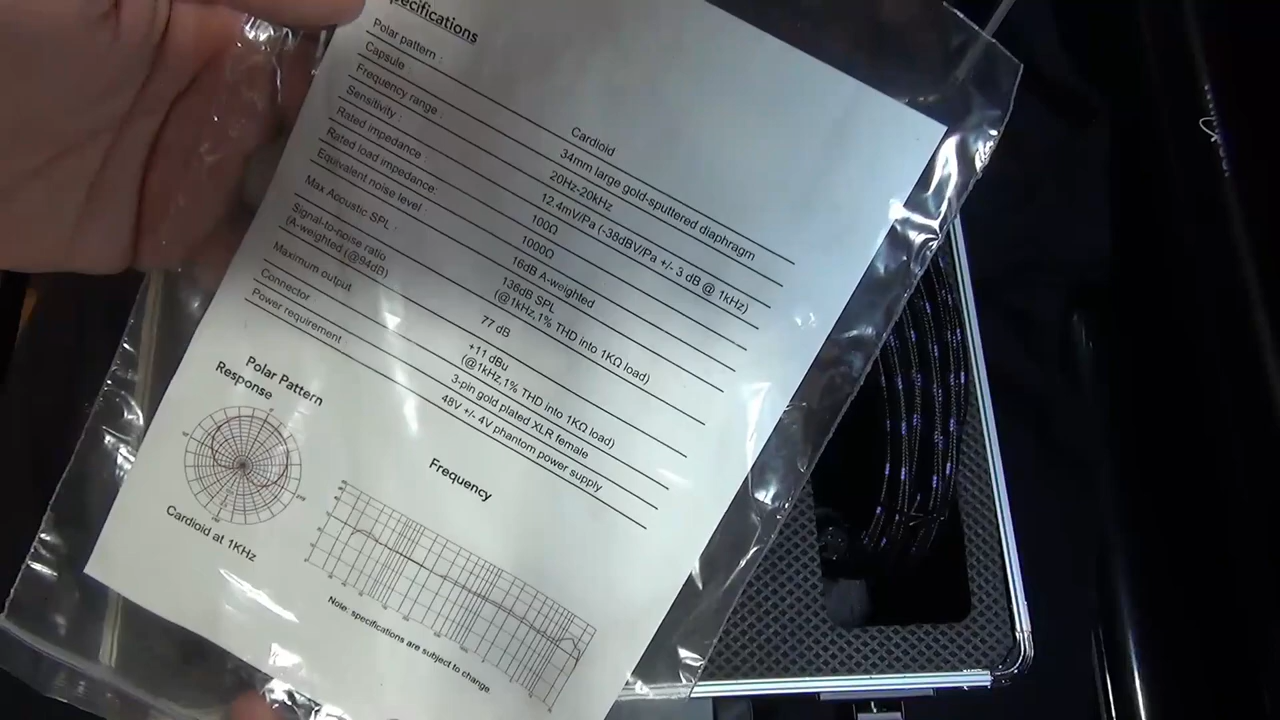 pecifications
Polar pattern : Cardioid
Capsule : 34mm large gold-sputtered diaphragm
Frequency range : 20Hz-20kHz
Sensitivity : 12.4mV/Pa (-38dBV/Pa +/- 3 dB @ 1kHz)
Rated impedance : 100Ω
Rated load impedance: 1000Ω
Equivalent noise level : 16dB A-weighted
Max Acoustic SPL : 136dB SPL
(@1kHz,1% THD into 1KΩ load)
Signal-to-noise ratio 77 dB
(A-weighted (@94dB)
Maximum output +11 dBu
(@1kHz,1% THD into 1KΩ load)
Connector 3-pin gold plated XLR female
Power requirement 48V +/- 4V phantom power supply
Polar Pattern
Response
Cardioid at 1KHz
Frequency
Note: specifications are subject to change.